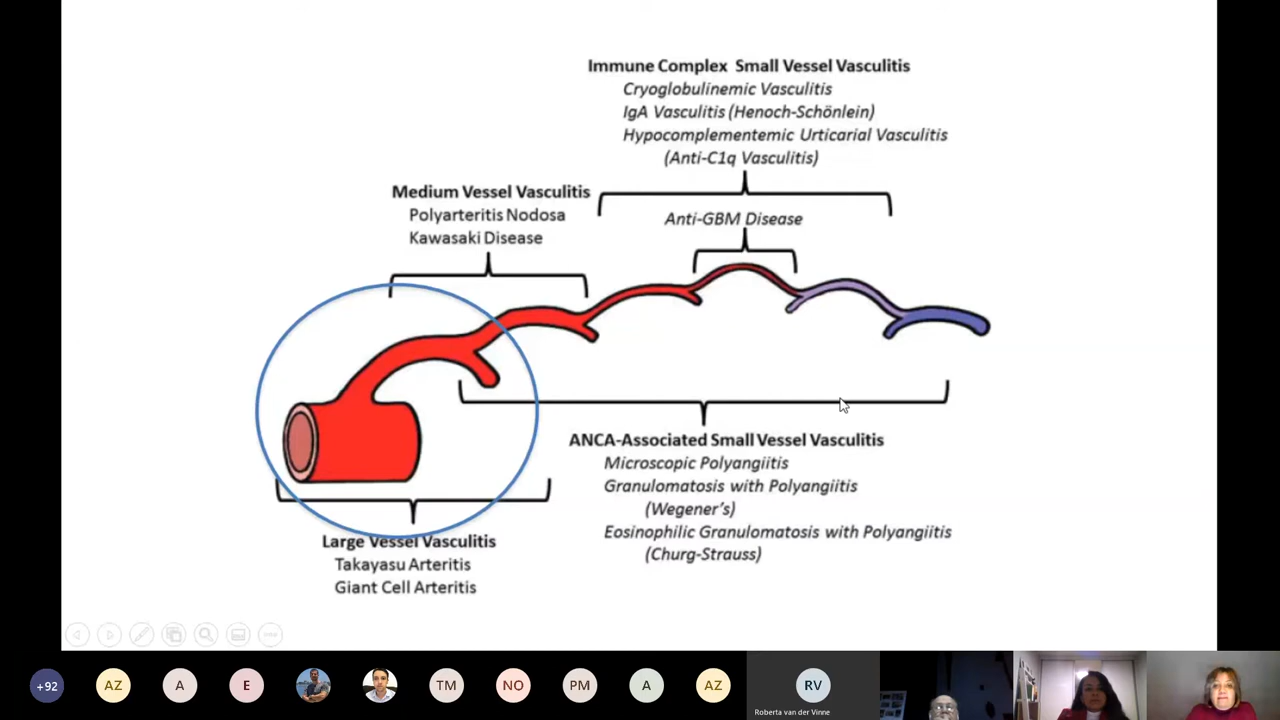 Immune Complex Small Vessel Vasculitis
Cryoglobulinemic Vasculitis
IgA Vasculitis (Henoch-Schönlein)
Hypocomplementemic Urticarial Vasculitis
(Anti-C1q Vasculitis)
Medium Vessel Vasculitis
Polyarteritis Nodosa
Kawasaki Disease
Anti-GBM Disease
ANCA-Associated Small Vessel Vasculitis
Microscopic Polyangiitis
Granulomatosis with Polyangiitis
(Wegener's)
Eosinophilic Granulomatosis with Polyangiitis
(Churg-Strauss)
Large Vessel Vasculitis
Takayasu Arteritis
Giant Cell Arteritis
+92 AZ A E TM NO PM A AZ RV
Roberta van der Vinne